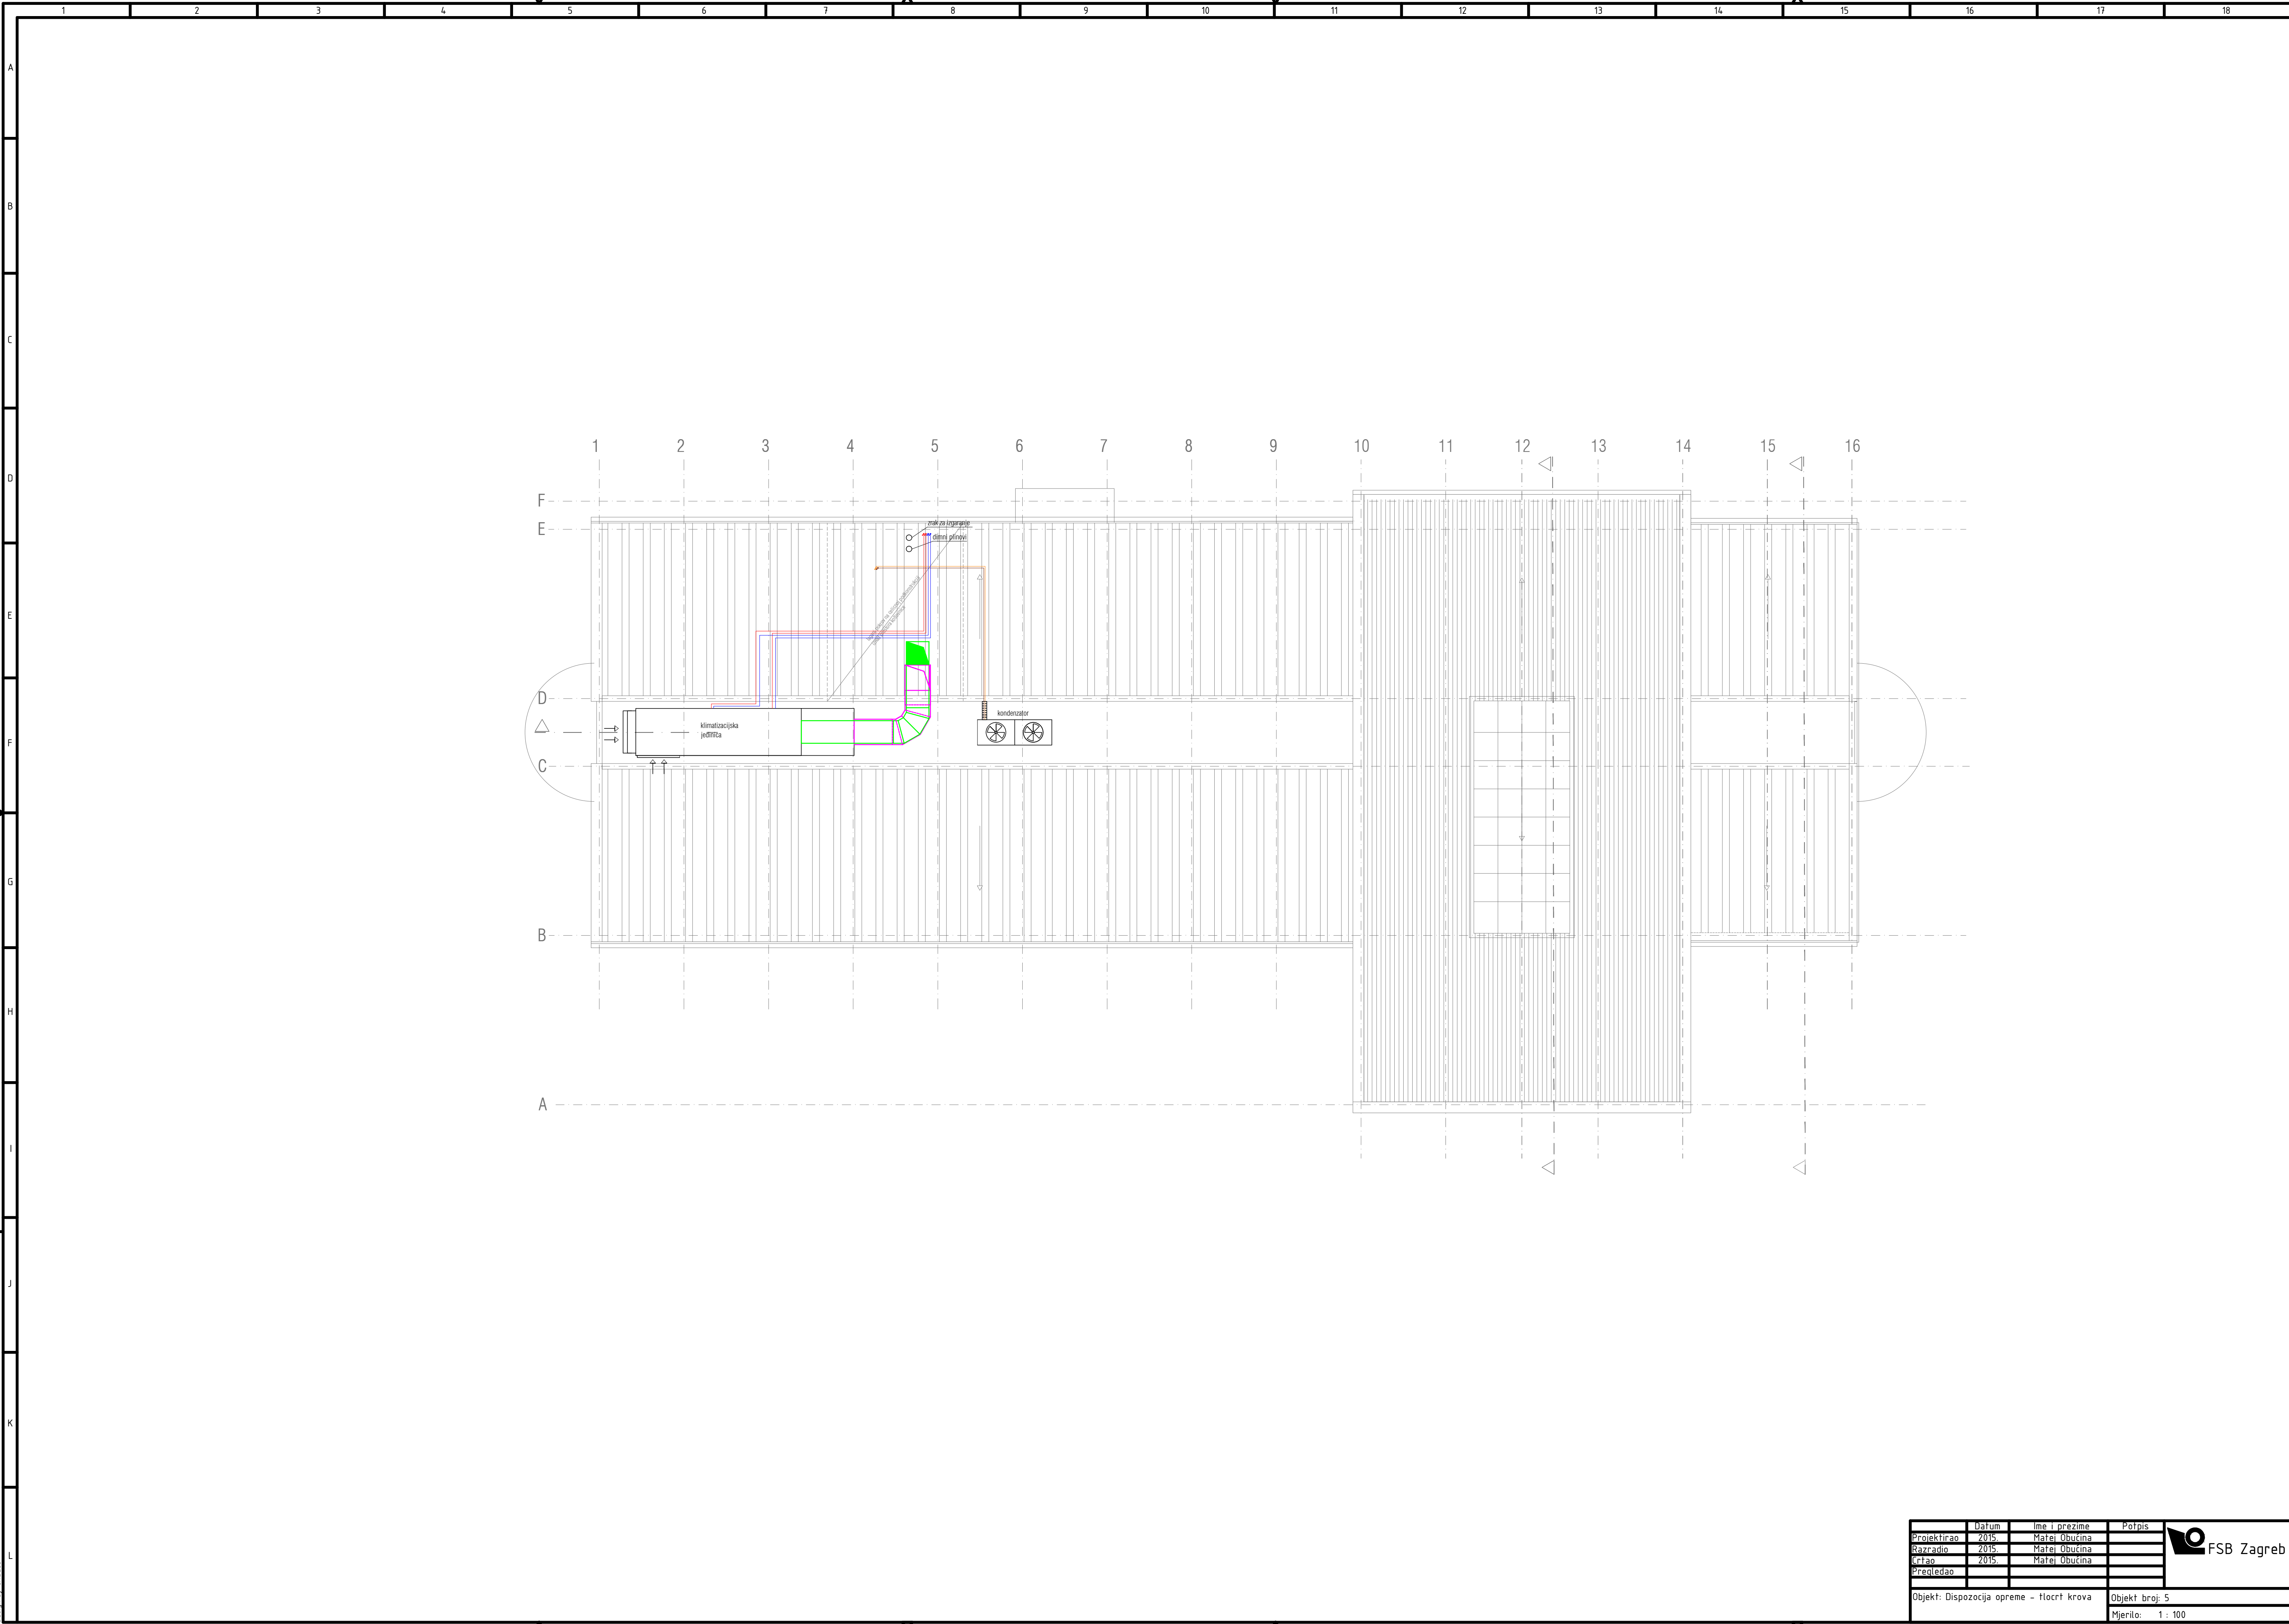 1 2 3 4 5 6 7 8 9 10 11 12 13 14 15 16 17 18
A
B
C
D
E
F
G
H
I
J
K
L
1 2 3 4 5 6 7 8 9 10 11 12 13 14 15 16
F
E
D
C
B
A
zrak za izgaranje
dimni plinovi
kondenzator
klimatizacijska
jedinica
Datum Ime i prezime Potpis
Projektirao 2015. Matej Obućina
Razradio 2015. Matej Obućina
Crtao 2015. Matej Obućina
Pregledao
FSB Zagreb
Objekt: Dispozocija opreme - tlocrt krova
Objekt broj: 5
Mjerilo: 1 : 100